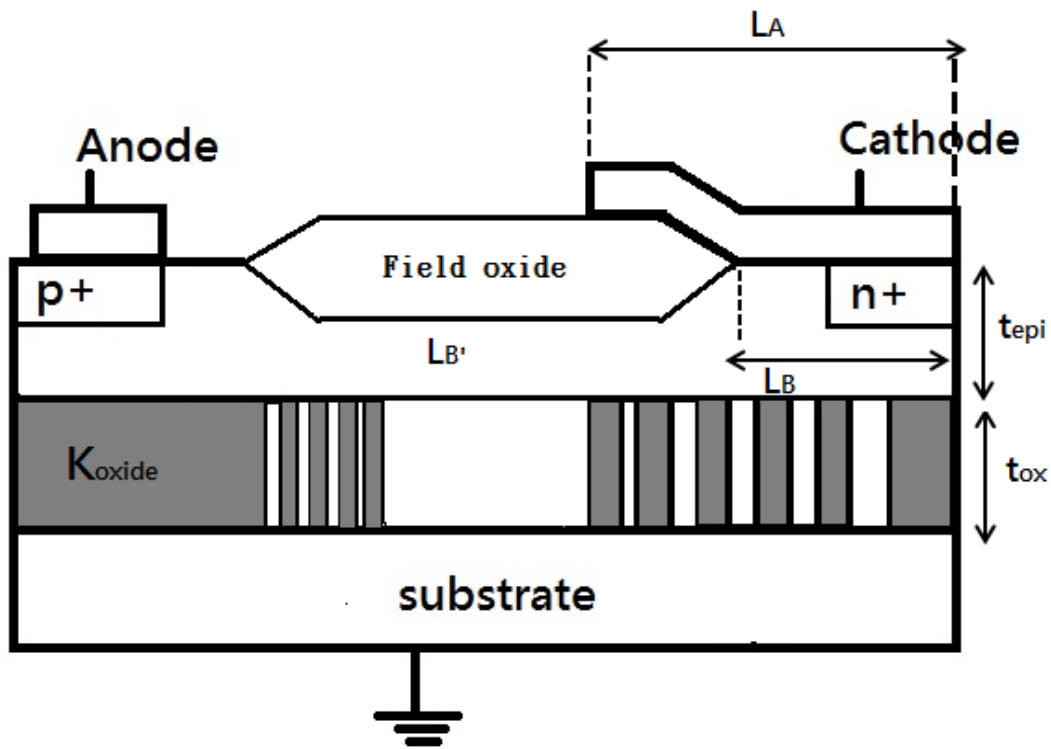 LA
Anode
Cathode
Field oxide
p+
n+
tepi
LB'
LB
Koxide
tox
substrate